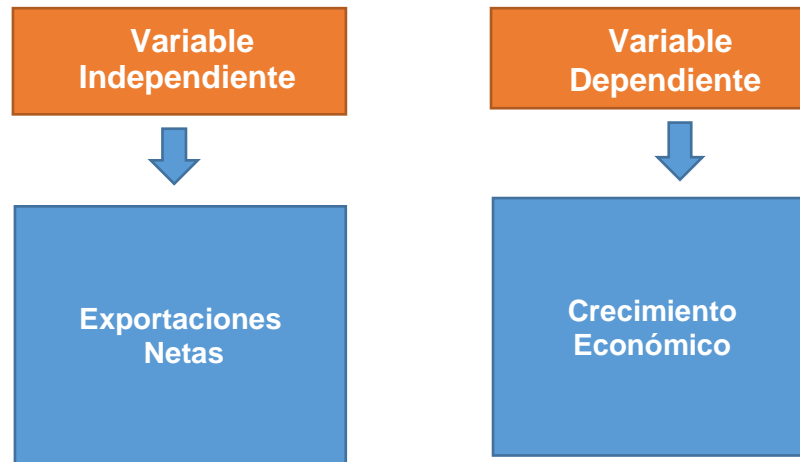 Variable
Independiente
Variable
Dependiente
Exportaciones
Netas
Crecimiento
Económico